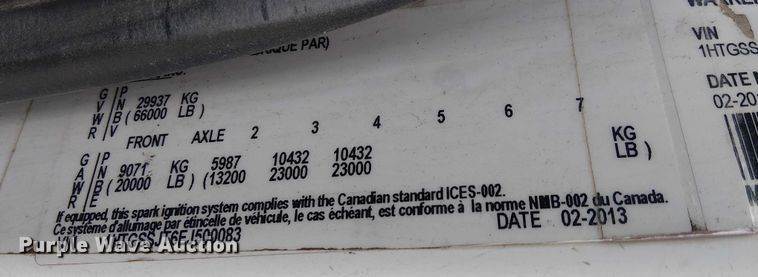 RIQUE PAR)
G P
V N 29937 KG
W B (66000 LB)
R V
FRONT AXLE 2 3 4 5 6 7
G P
A N 9071 KG 5987 10432 10432 KG
W B (20000 LB) (13200 23000 23000 LB)
R E
If equipped, this spark ignition system complies with the Canadian standard ICES-002.
Ce système d'allumage par étincelle de véhicule, le cas échéant, est conforme à la norme NMB-002 du Canada.
1HTGSSJT6EJ500083 DATE 02-2013
VIN
1HTGSS
DATE
02-201
Purple Wave Auction